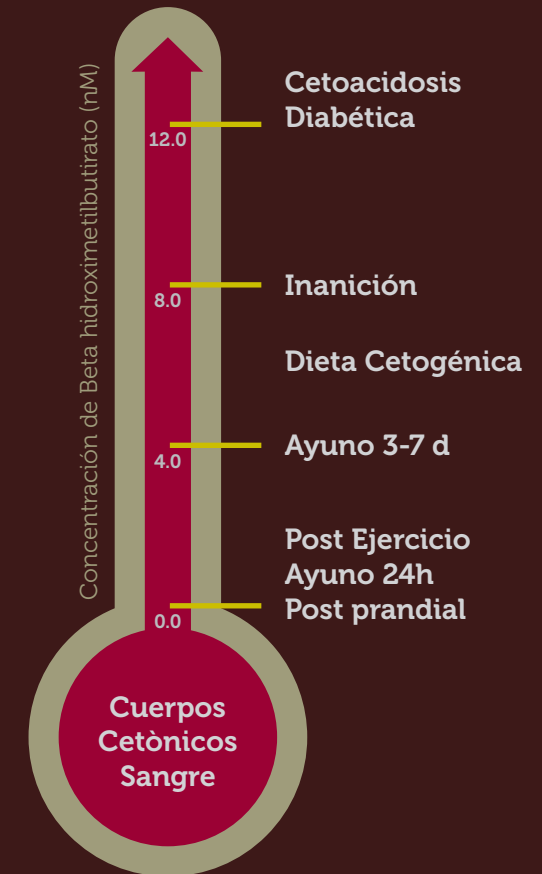 Concentración de Beta hidroximetilbutirato (nM)
12.0
8.0
4.0
0.0
Cetoacidosis
Diabética
Inanición
Dieta Cetogénica
Ayuno 3-7 d
Post Ejercicio
Ayuno 24h
Post prandial
Cuerpos
Cetònicos
Sangre